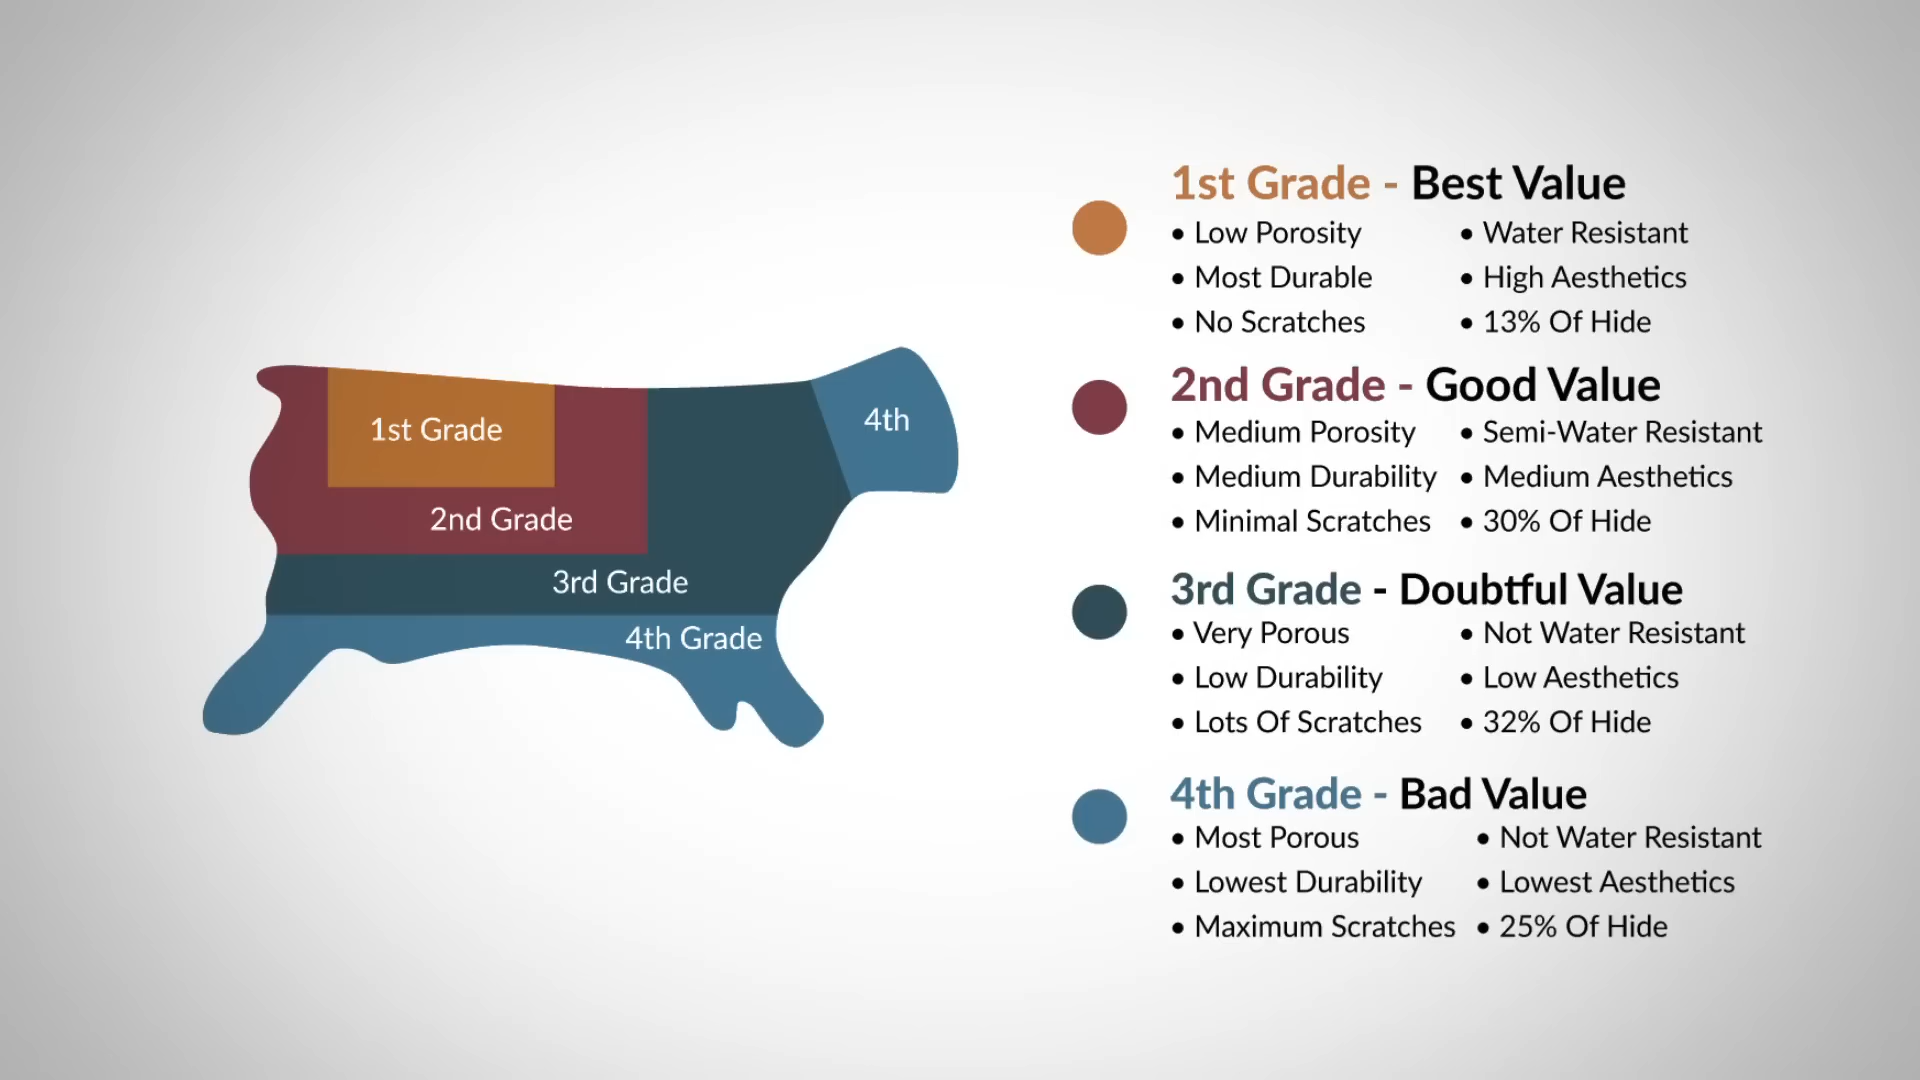 1st Grade
2nd Grade
3rd Grade
4th Grade
4th
1st Grade - Best Value
• Low Porosity • Water Resistant
• Most Durable • High Aesthetics
• No Scratches • 13% Of Hide
2nd Grade - Good Value
• Medium Porosity • Semi-Water Resistant
• Medium Durability • Medium Aesthetics
• Minimal Scratches • 30% Of Hide
3rd Grade - Doubtful Value
• Very Porous • Not Water Resistant
• Low Durability • Low Aesthetics
• Lots Of Scratches • 32% Of Hide
4th Grade - Bad Value
• Most Porous • Not Water Resistant
• Lowest Durability • Lowest Aesthetics
• Maximum Scratches • 25% Of Hide